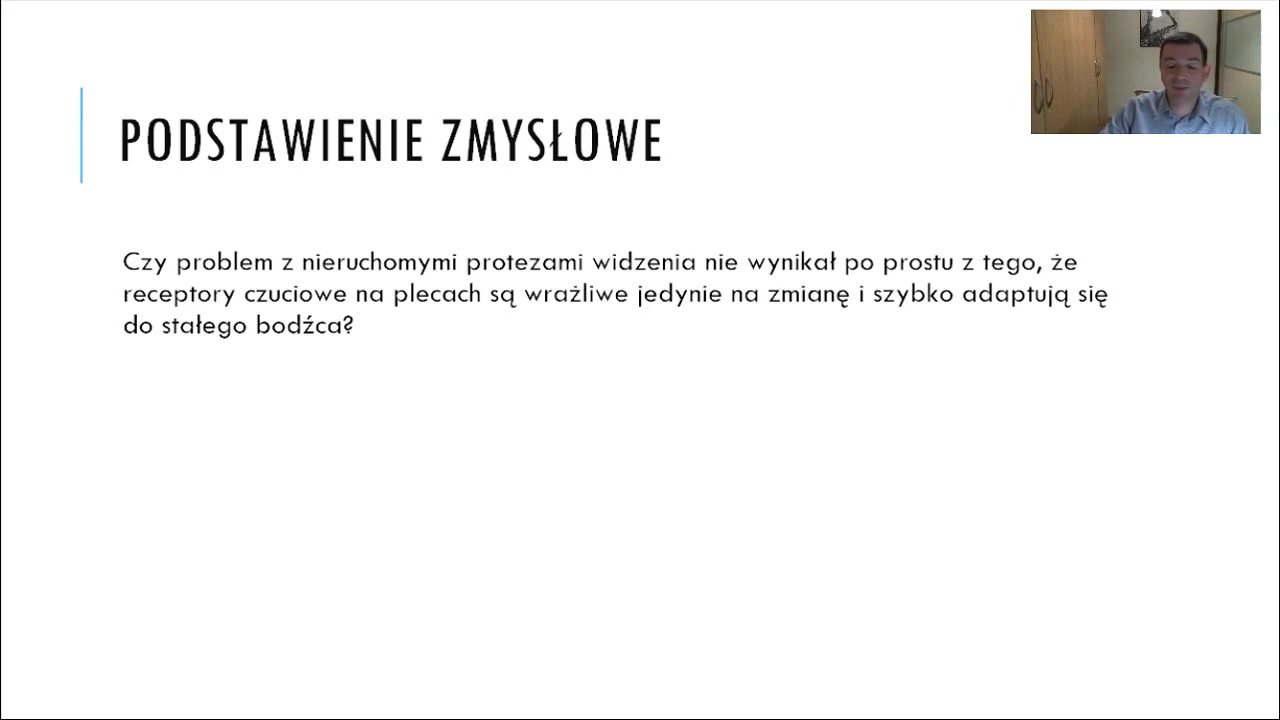 PODSTAWIENIE ZMYSŁOWE
Czy problem z nieruchomymi protezami widzenia nie wynikał po prostu z tego, że
receptory czuciowe na plecach są wrażliwe jedynie na zmianę i szybko adaptują się
do stałego bodźca?